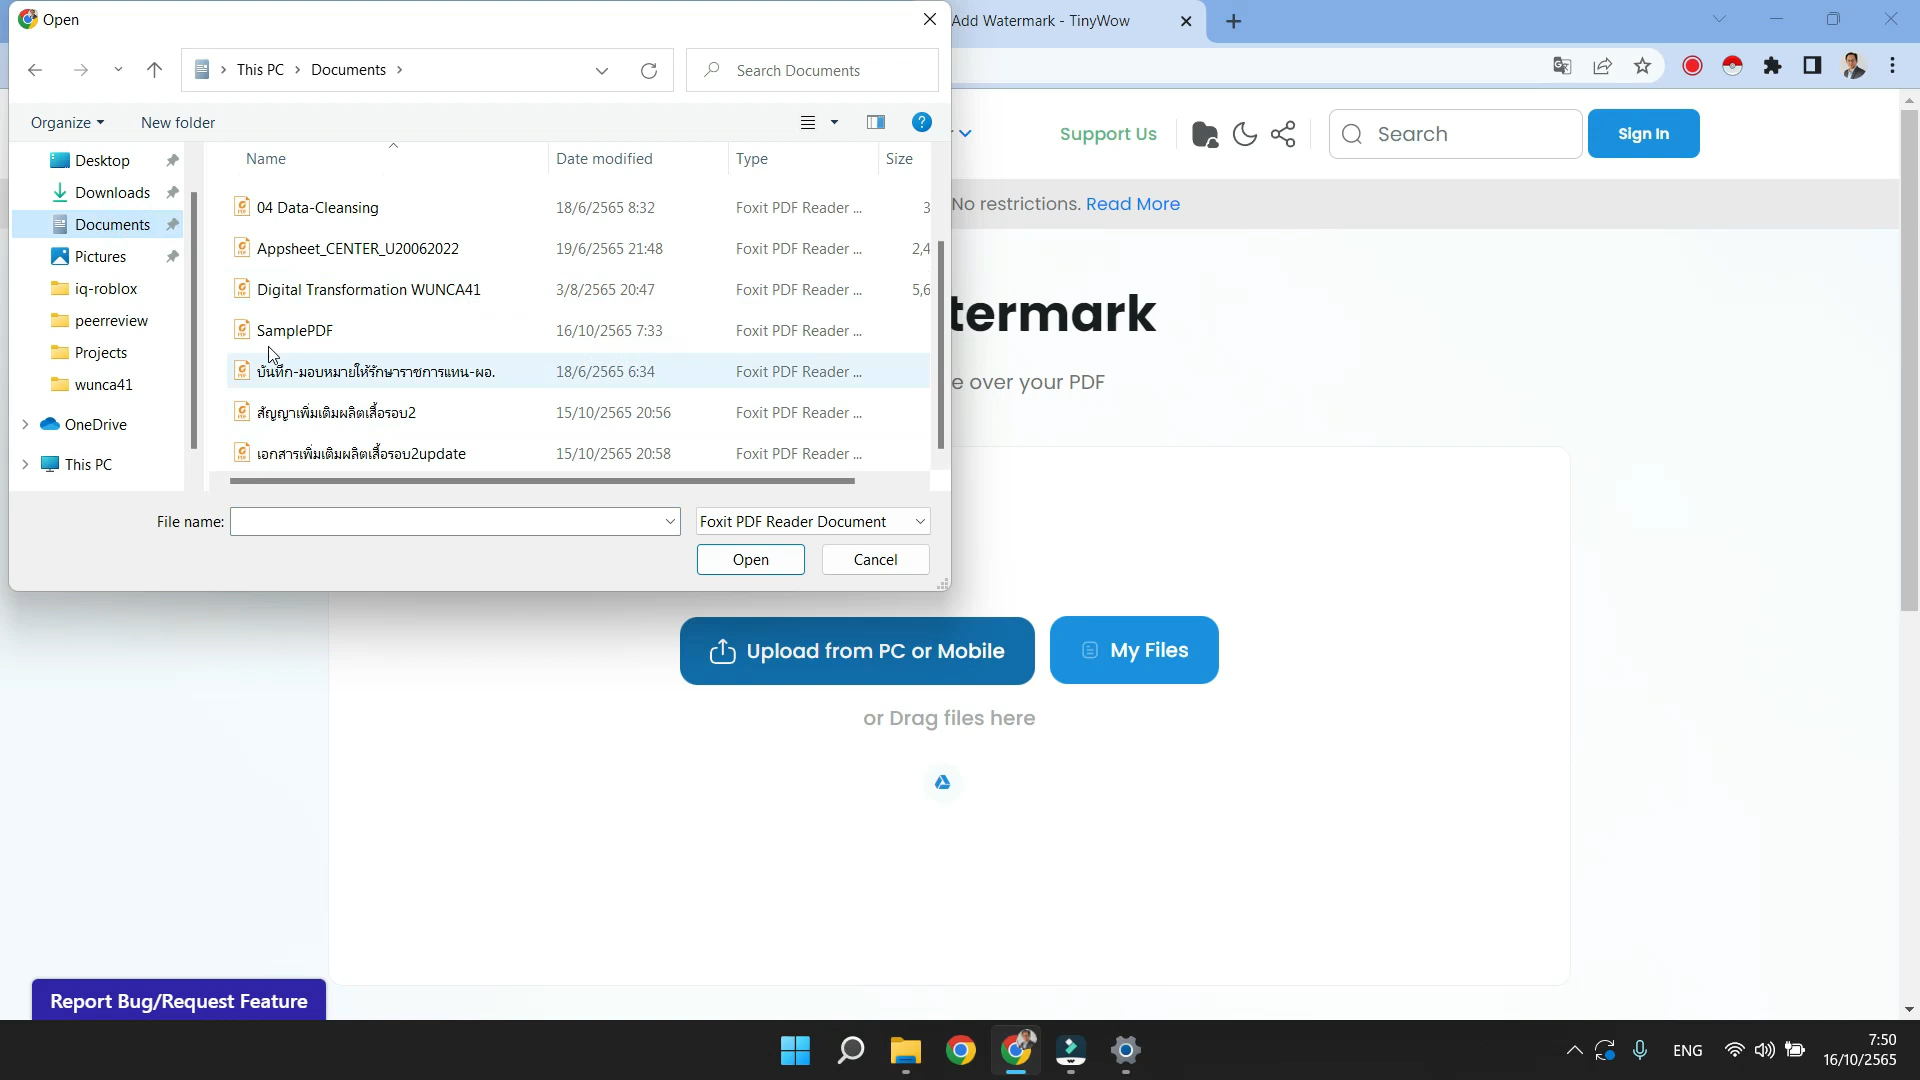 Open
Add Watermark - TinyWow
This PC
Documents
Search Documents
Organize
New folder
Desktop
Downloads
Documents
Pictures
iq-roblox
peerreview
Projects
wunca41
OneDrive
This PC
Name
Date modified
Type
Size
04 Data-Cleansing
18/6/2565 8:32
Foxit PDF Reader ...
3
Appsheet_CENTER_U20062022
19/6/2565 21:48
Foxit PDF Reader ...
2,4
Digital Transformation WUNCA41
3/8/2565 20:47
Foxit PDF Reader ...
5,6
SamplePDF
16/10/2565 7:33
Foxit PDF Reader ...
บันทึก-มอบหมายให้รักษาราชการแทน-ผอ.
18/6/2565 6:34
Foxit PDF Reader ...
สัญญาเพิ่มเติมผลิตเสื้อรอบ2
15/10/2565 20:56
Foxit PDF Reader ...
เอกสารเพิ่มเติมผลิตเสื้อรอบ2update
15/10/2565 20:58
Foxit PDF Reader ...
File name:
Foxit PDF Reader Document
Open
Cancel
Support Us
Search
Sign In
No restrictions. Read More
termark
e over your PDF
Upload from PC or Mobile
My Files
or Drag files here
Report Bug/Request Feature
ENG
7:50
16/10/2565